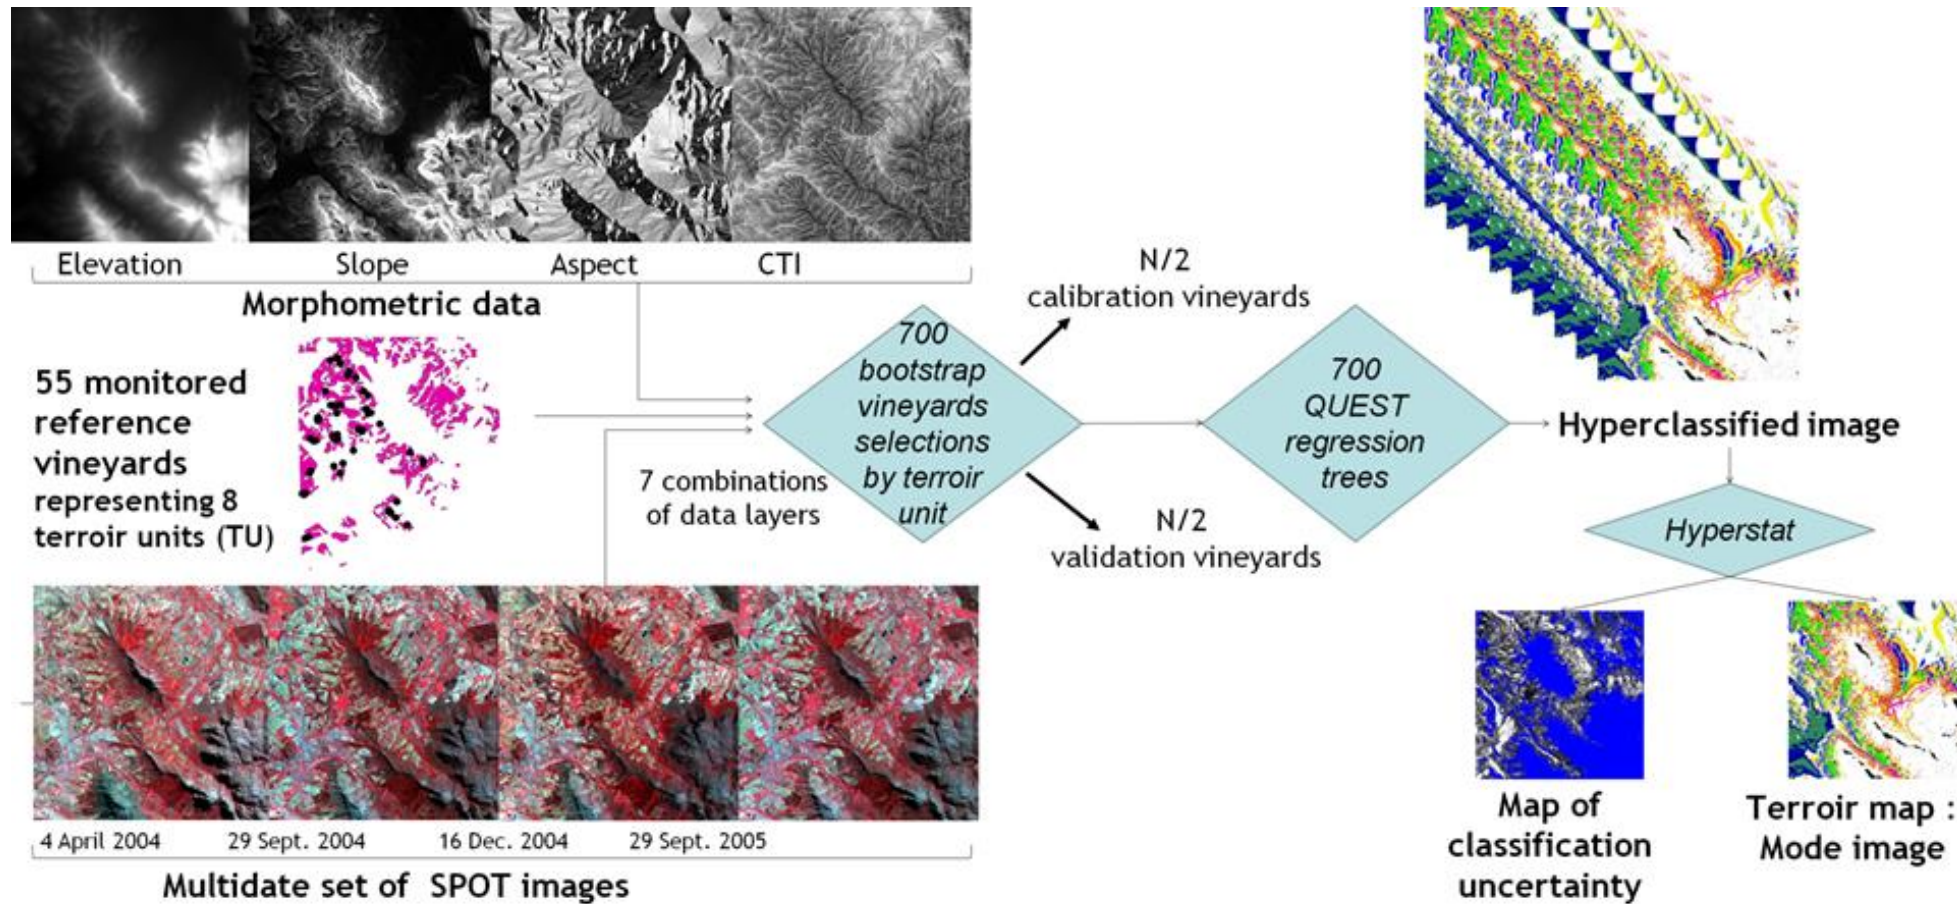 Elevation
Slope
Aspect
CTI
Morphometric data
55 monitored
reference
vineyards
representing 8
terroir units (TU)
7 combinations
of data layers
700
bootstrap
vineyards
selections
by terroir
unit
N/2
calibration vineyards
N/2
validation vineyards
700
QUEST
regression
trees
Hyperclassified image
Hyperstat
Map of
classification
uncertainty
Terroir map :
Mode image
4 April 2004
29 Sept. 2004
16 Dec. 2004
29 Sept. 2005
Multidate set of SPOT images